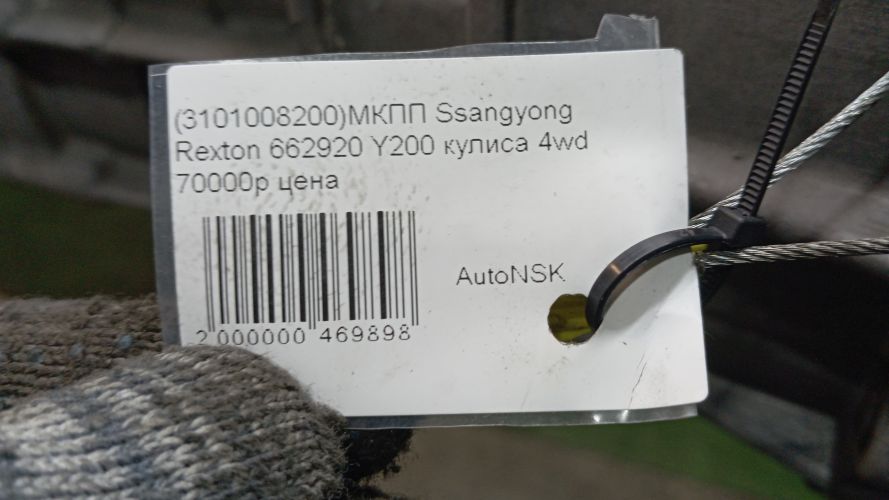 (3101008200)МКПП Ssangyong
Rexton 662920 Y200 кулиса 4wd
70000р цена
AutoNSK
2 000000 469898